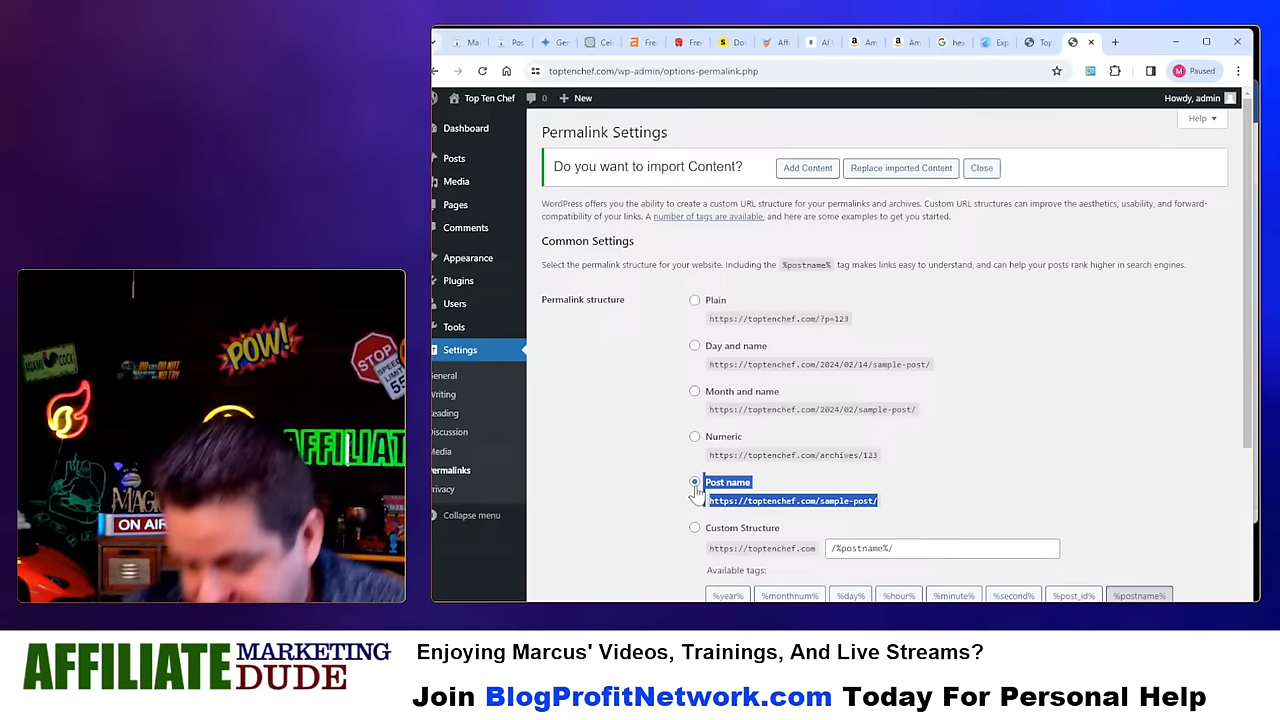 Top Ten Chef
0
New
Howdy, admin
toptenchef.com/wp-admin/options-permalink.php
Paused
Dashboard
Posts
Media
Pages
Comments
Appearance
Plugins
Users
Tools
Settings
Permalinks
Collapse menu
Permalink Settings
Help
Do you want to import Content?
Add Content
Replace imported Content
Close
WordPress offers you the ability to create a custom URL structure for your permalinks and archives. Custom URL structures can improve the aesthetics, usability, and forward-
compatibility of your links. A number of tags are available, and here are some examples to get you started.
Common Settings
Select the permalink structure for your website. Including the %postname% tag makes links easy to understand, and can help your posts rank higher in search engines.
Permalink structure
Plain
https://toptenchef.com/?p=123
Day and name
https://toptenchef.com/2024/02/14/sample-post/
Month and name
https://toptenchef.com/2024/02/sample-post/
Numeric
https://toptenchef.com/archives/123
Post name
https://toptenchef.com/sample-post/
Custom Structure
https://toptenchef.com
/%postname%/
Available tags:
%year% %monthnum% %day% %hour% %minute% %second% %post_id% %postname%
POW!
STOP
SPEED
LIMIT
55
AFFILIAT
MAGIC
ON AIR
AFFILIATE MARKETING DUDE
Enjoying Marcus' Videos, Trainings, And Live Streams?
Join BlogProfitNetwork.com Today For Personal Help